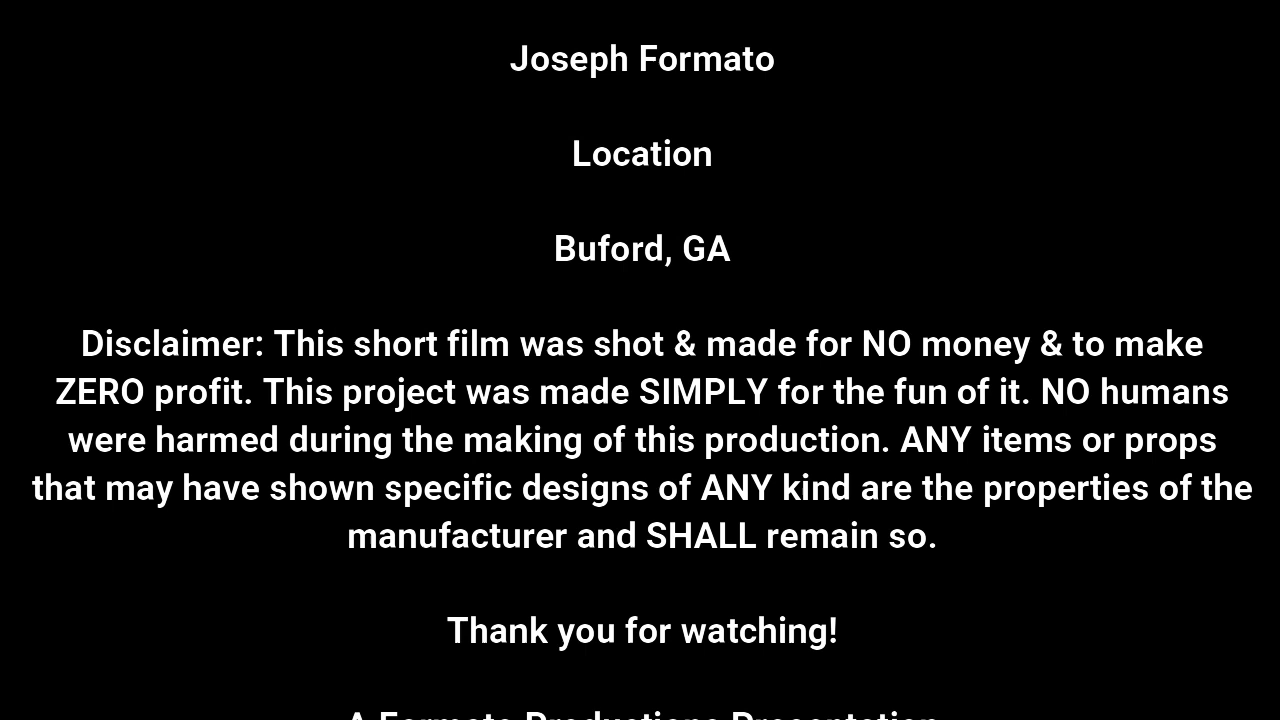 Joseph Formato
Location
Buford, GA
Disclaimer: This short film was shot & made for NO money & to make
ZERO profit. This project was made SIMPLY for the fun of it. NO humans
were harmed during the making of this production. ANY items or props
that may have shown specific designs of ANY kind are the properties of the
manufacturer and SHALL remain so.
Thank you for watching!
A Formato Productions Presentation